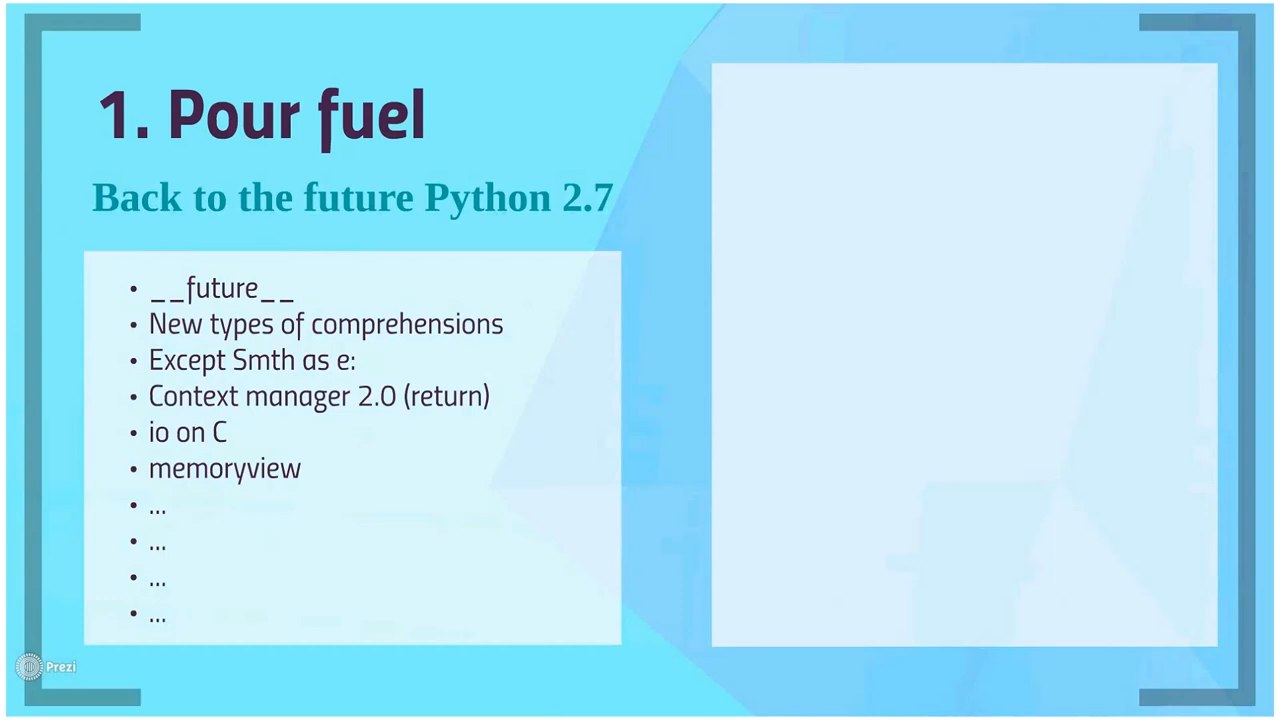 1. Pour fuel
Back to the future Python 2.7
• __future__
• New types of comprehensions
• Except Smth as e:
• Context manager 2.0 (return)
• io on C
• memoryview
• ...
• ...
• ...
• ...
Prezi